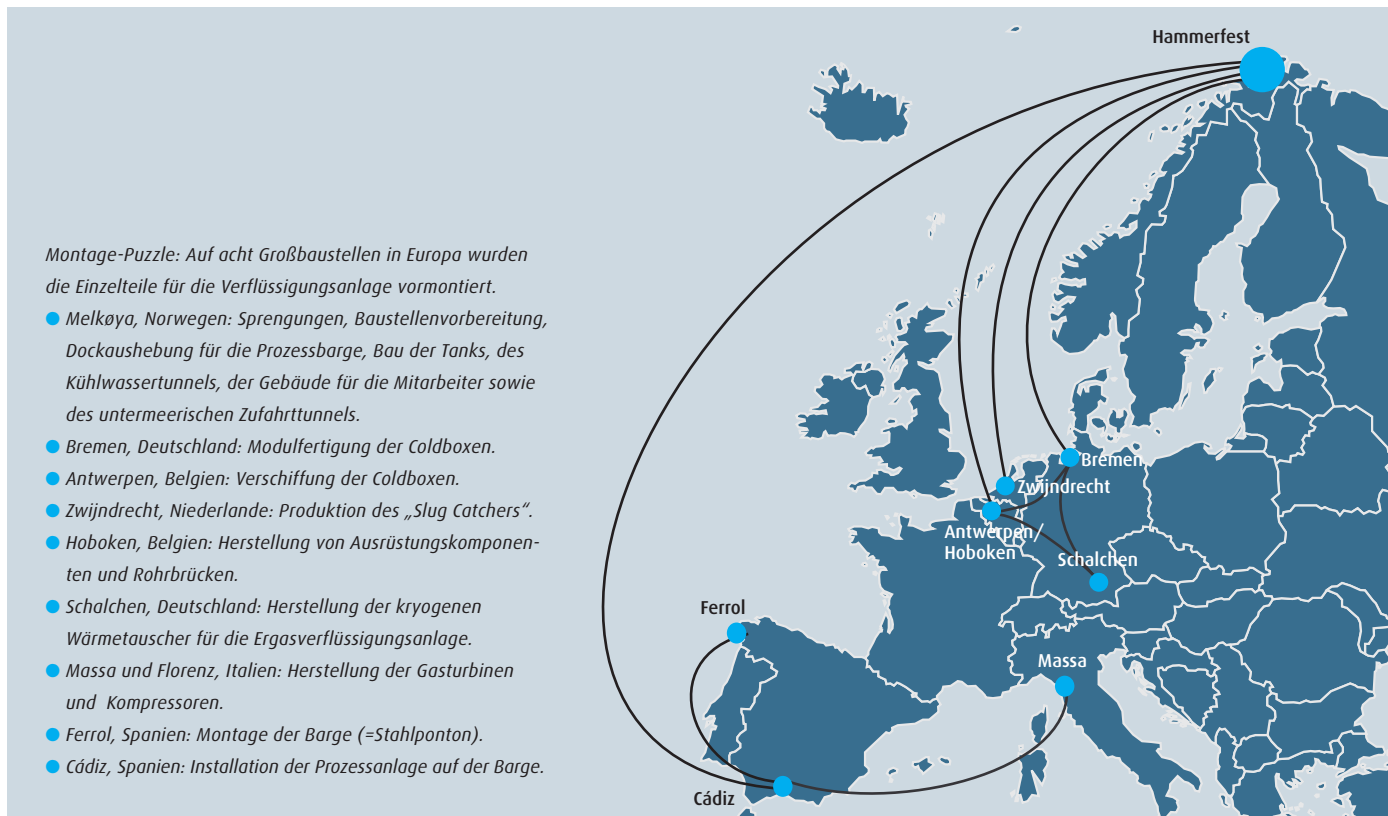 Hammerfest
Montage-Puzzle: Auf acht Großbaustellen in Europa wurden
die Einzelteile für die Verflüssigungsanlage vormontiert.
Melkøya, Norwegen: Sprengungen, Baustellenvorbereitung,
Dockaushebung für die Prozessbarge, Bau der Tanks, des
Kühlwassertunnels, der Gebäude für die Mitarbeiter sowie
des untermeerischen Zufahrttunnels.
Bremen, Deutschland: Modulfertigung der Coldboxen.
Antwerpen, Belgien: Verschiffung der Coldboxen.
Zwijndrecht, Niederlande: Produktion des „Slug Catchers“.
Hoboken, Belgien: Herstellung von Ausrüstungskomponen-
ten und Rohrbrücken.
Schalchen, Deutschland: Herstellung der kryogenen
Wärmetauscher für die Ergasverflüssigungsanlage.
Massa und Florenz, Italien: Herstellung der Gasturbinen
und Kompressoren.
Ferrol, Spanien: Montage der Barge (=Stahlponton).
Cádiz, Spanien: Installation der Prozessanlage auf der Barge.
Bremen
Zwijndrecht
Antwerpen/
Hoboken
Schalchen
Ferrol
Massa
Cádiz